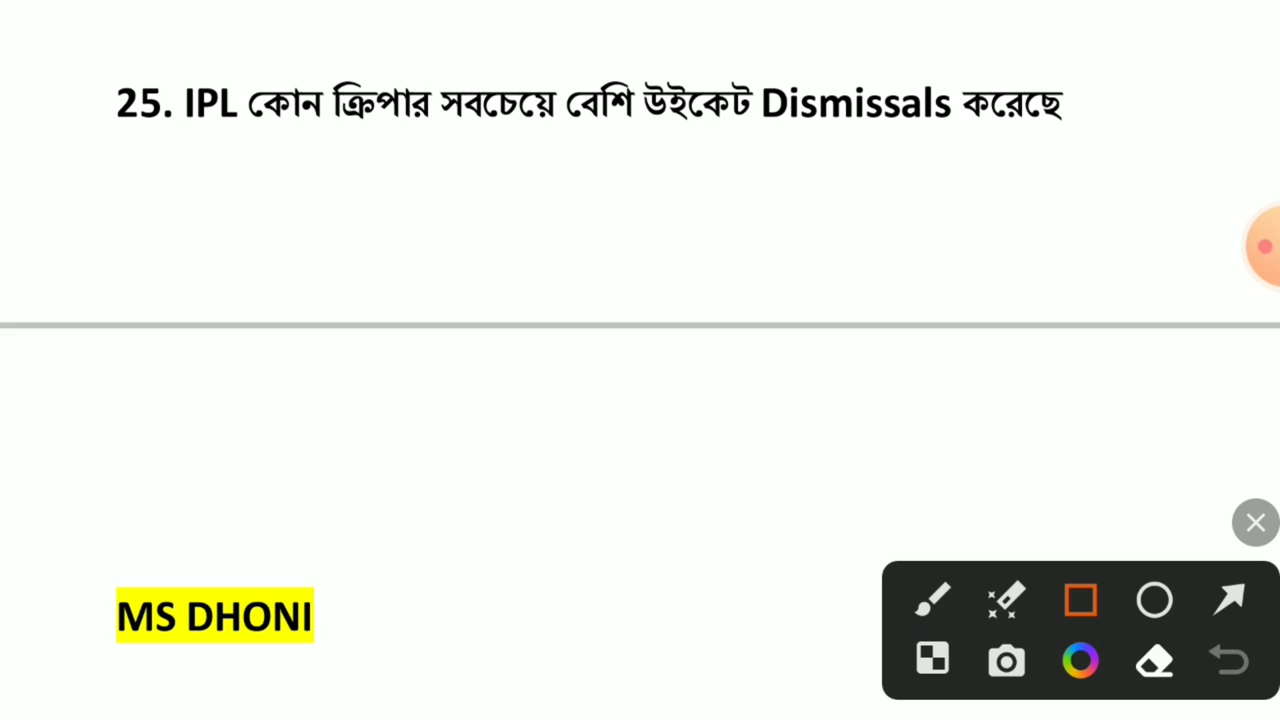 25. IPL কোন ক্রিপার সবচেয়ে বেশি উইকেট Dismissals করেছে
MS DHONI